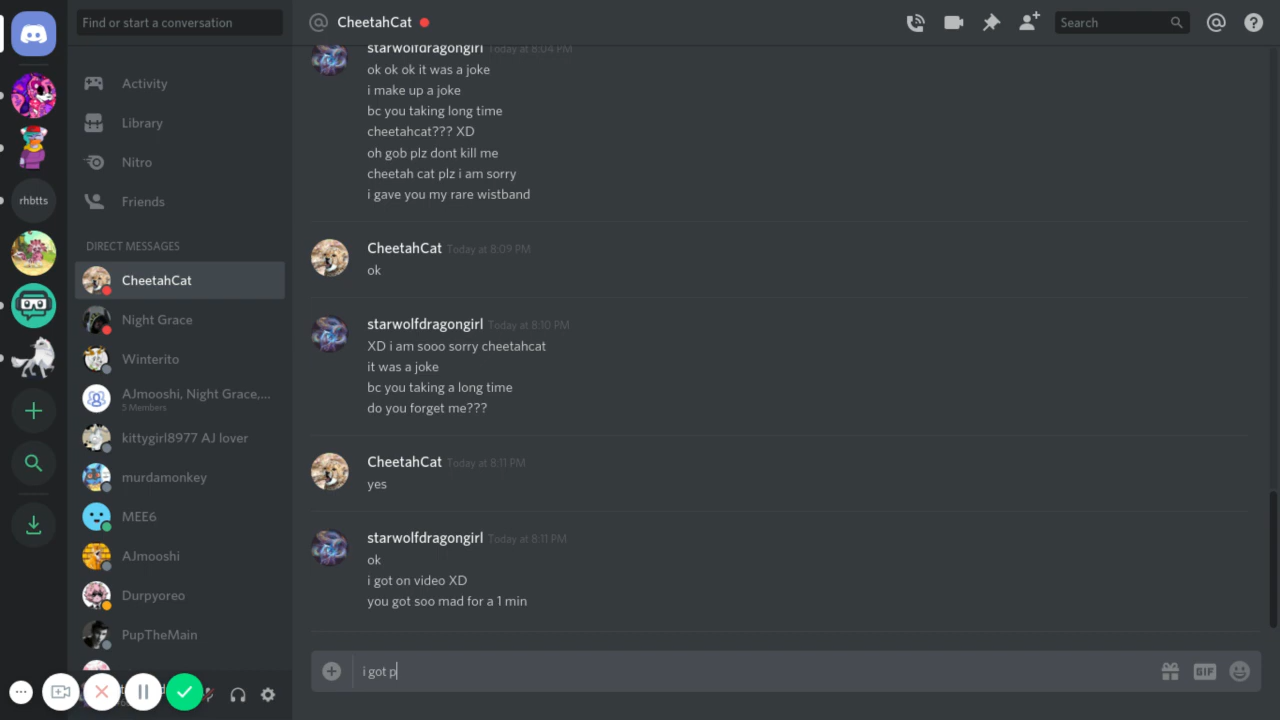 Find or start a conversation
CheetahCat
Search
rhbtts
Activity
Library
Nitro
Friends
DIRECT MESSAGES
CheetahCat
Night Grace
Winterito
AJmooshi, Night Grace,...
5 Members
kittygirl8977 AJ lover
murdamonkey
MEE6
AJmooshi
Durpyoreo
PupTheMain
starwolfdragongirl Today at 8:04 PM
ok ok ok it was a joke
i make up a joke
bc you taking long time
cheetahcat??? XD
oh gob plz dont kill me
cheetah cat plz i am sorry
i gave you my rare wistband
CheetahCat Today at 8:09 PM
ok
starwolfdragongirl Today at 8:10 PM
XD i am sooo sorry cheetahcat
it was a joke
bc you taking a long time
do you forget me???
CheetahCat Today at 8:11 PM
yes
starwolfdragongirl Today at 8:11 PM
ok
i got on video XD
you got soo mad for a 1 min
i got p
GIF